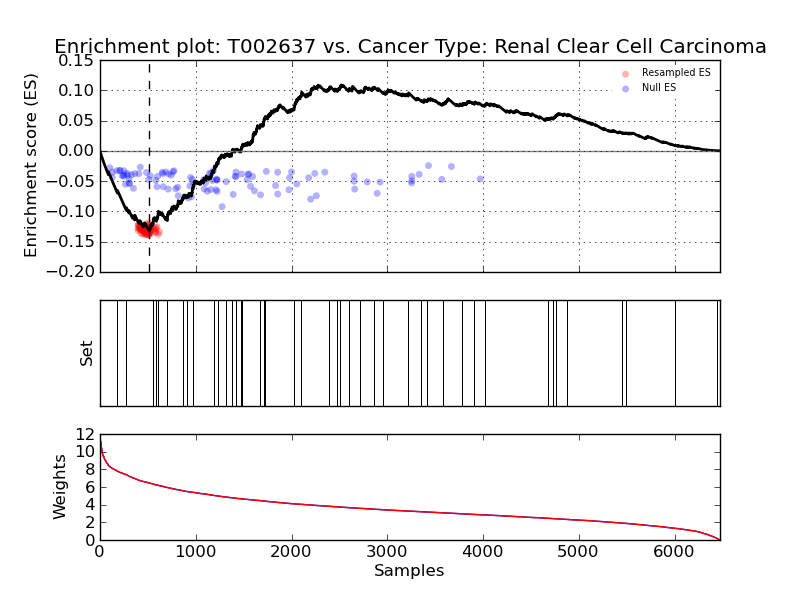 Enrichment plot: T002637 vs. Cancer Type: Renal Clear Cell Carcinoma
Enrichment score (ES)
0.15
0.10
0.05
0.00
−0.05
−0.10
−0.15
−0.20
Resampled ES
Null ES
Set
Weights
12
10
8
6
4
2
0
0 1000 2000 3000 4000 5000 6000
Samples